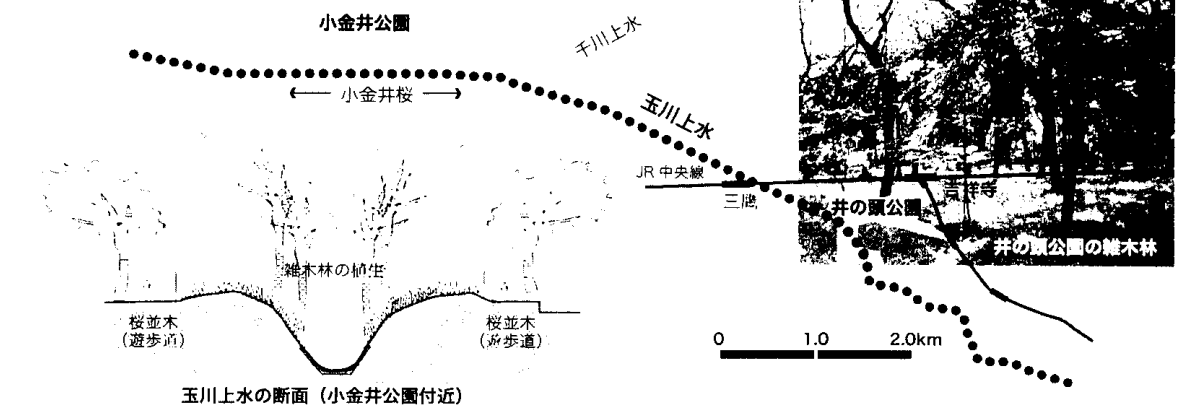 小金井公園
千川上水
小金井桜
玉川上水
JR 中央線
三鷹
吉祥寺
井の頭公園
井の頭公園の雑木林
雑木林の植生
桜並木
（遊歩道）
桜並木
（遊歩道）
0 1.0 2.0km
玉川上水の断面（小金井公園付近）